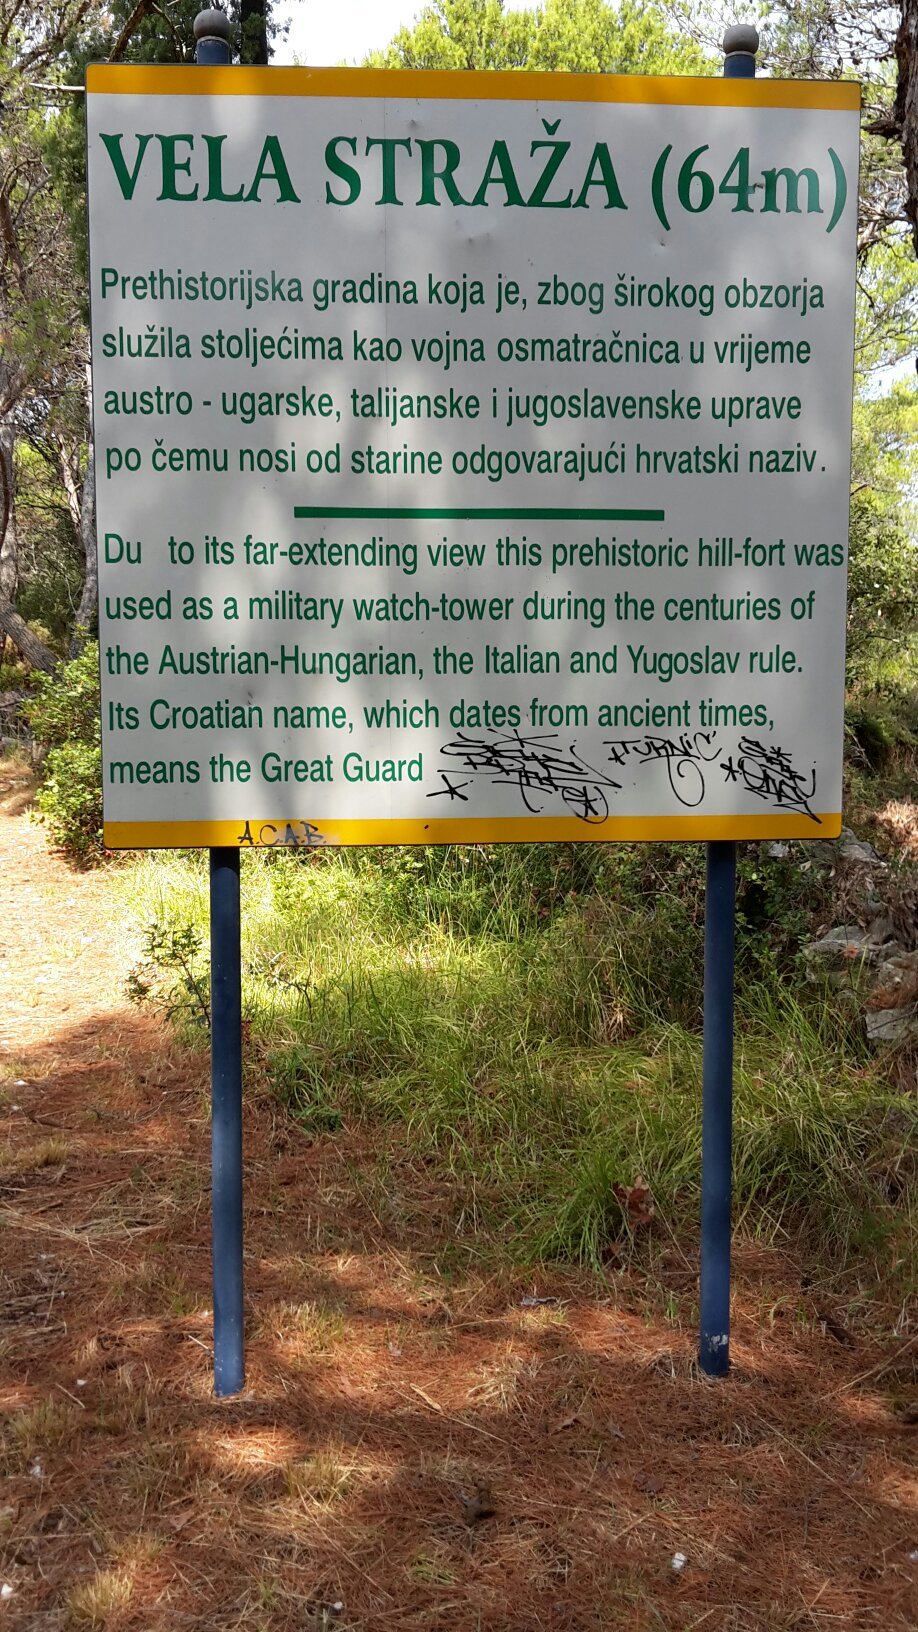 VELA STRAŽA (64m)
Prethistorijska gradina koja je, zbog širokog obzorja
služila stoljećima kao vojna osmatračnica u vrijeme
austro - ugarske, talijanske i jugoslavenske uprave
po čemu nosi od starine odgovarajući hrvatski naziv.
Du to its far-extending view this prehistoric hill-fort was
used as a military watch-tower during the centuries of
the Austrian-Hungarian, the Italian and Yugoslav rule.
Its Croatian name, which dates from ancient times,
means the Great Guard
A.C.A.B.